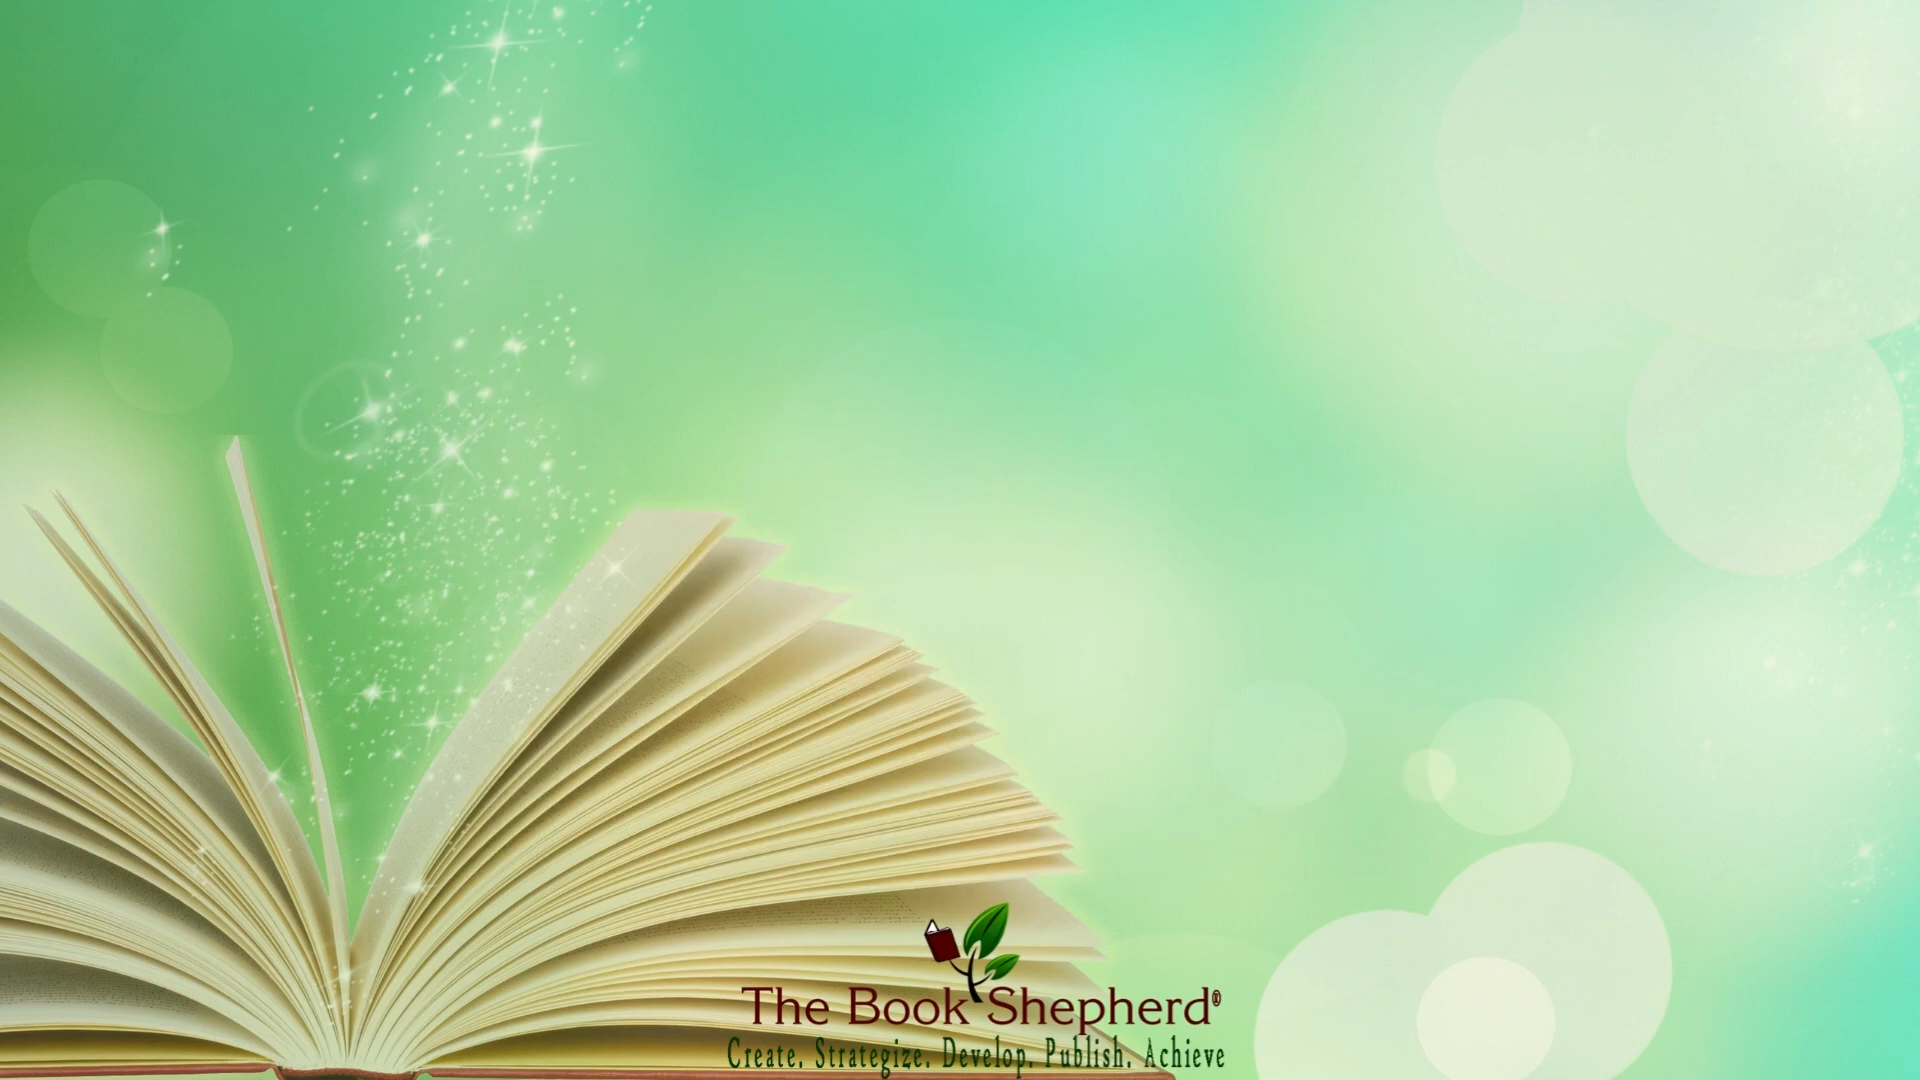 The Book Shepherd®
Create. Strategize. Develop. Publish. Achieve